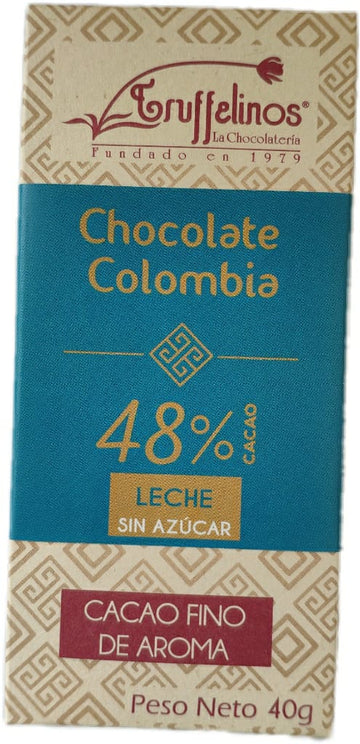 Truffelinos®
La Chocolatería
Fundado en 1979
Chocolate
Colombia
48% CACAO
LECHE
SIN AZÚCAR
CACAO FINO
DE AROMA
Peso Neto 40g